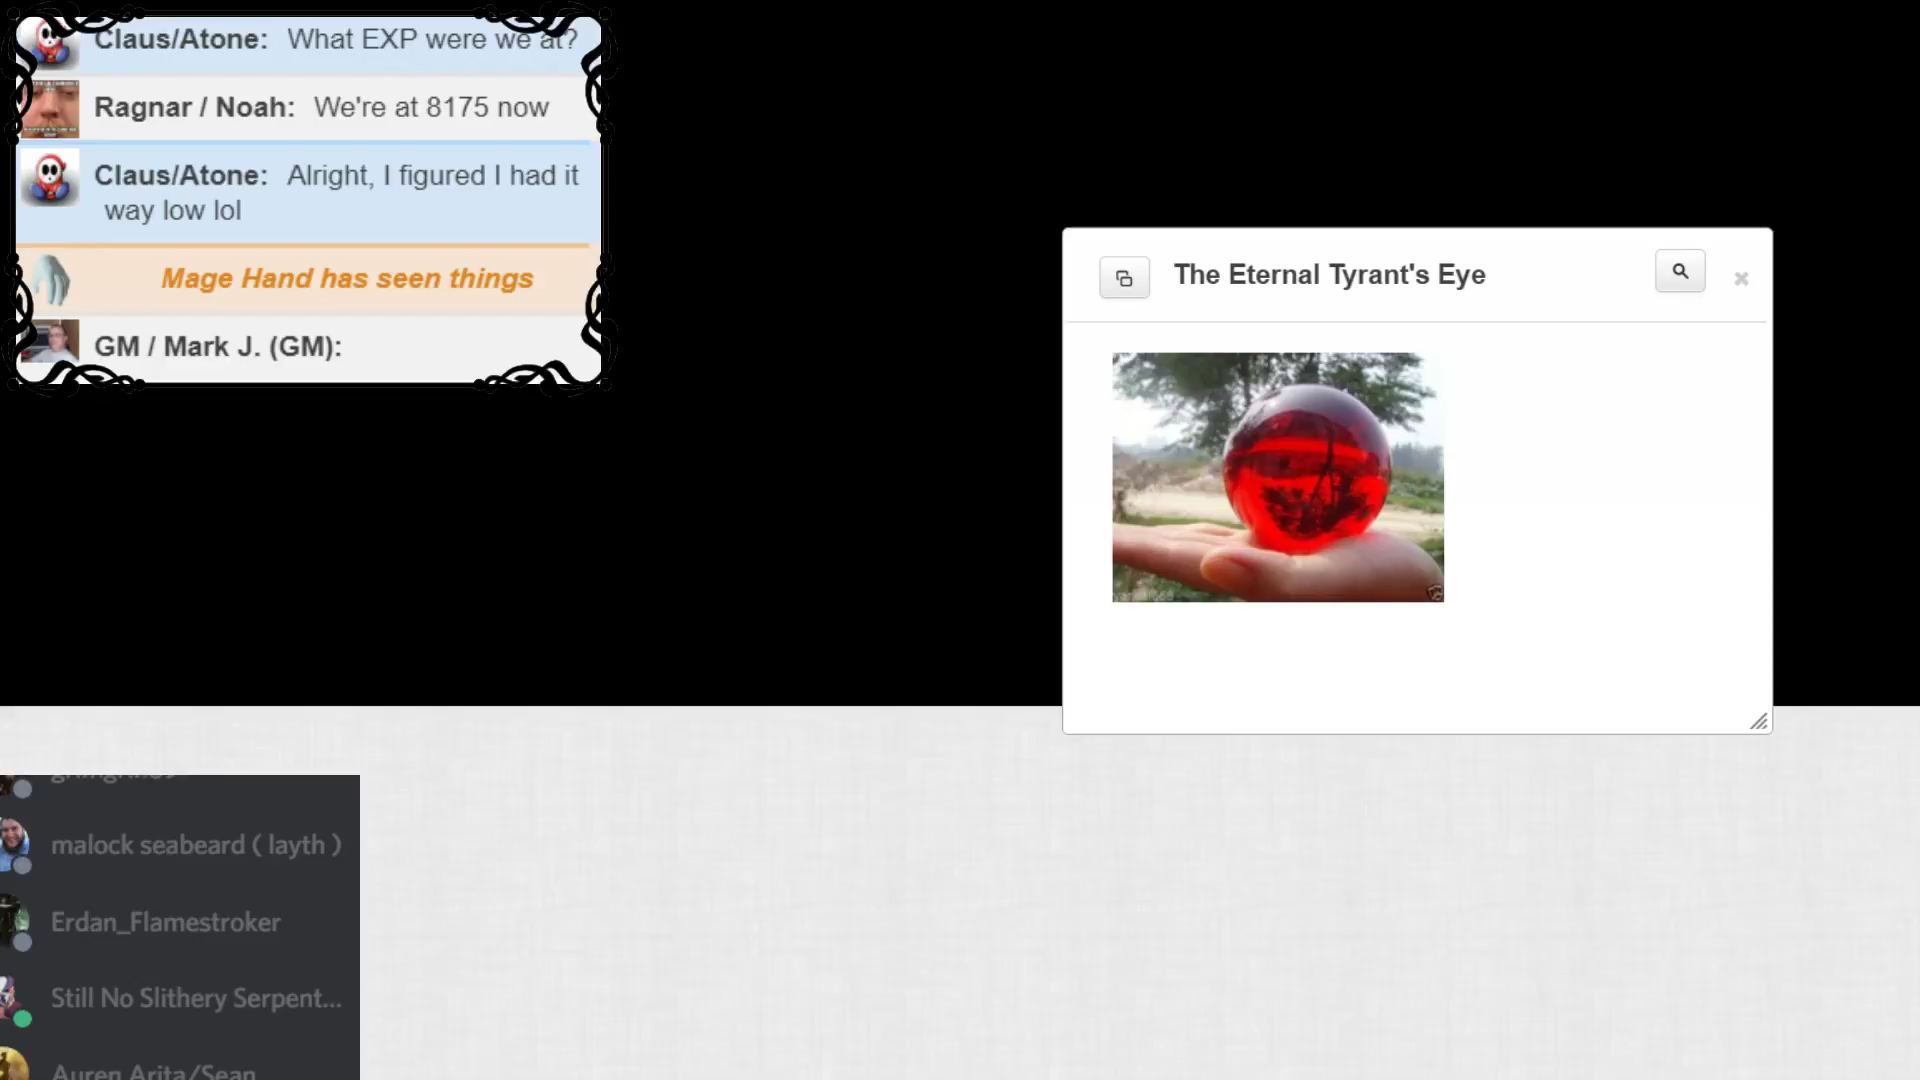 Claus/Atone: What EXP were we at?
Ragnar / Noah: We're at 8175 now
Claus/Atone: Alright, I figured I had it
way low lol
Mage Hand has seen things
GM / Mark J. (GM):
The Eternal Tyrant's Eye
malock seabeard ( layth )
Erdan_Flamestroker
Still No Slithery Serpent...
Auren Arita/Sean